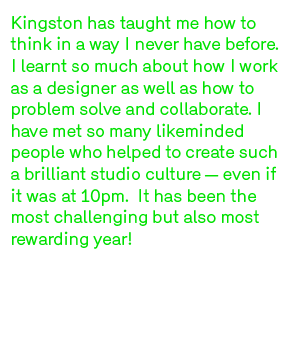 Kingston has taught me how to
think in a way I never have before.
I learnt so much about how I work
as a designer as well as how to
problem solve and collaborate. I
have met so many likeminded
people who helped to create such
a brilliant studio culture — even if
it was at 10pm.  It has been the
most challenging but also most
rewarding year!